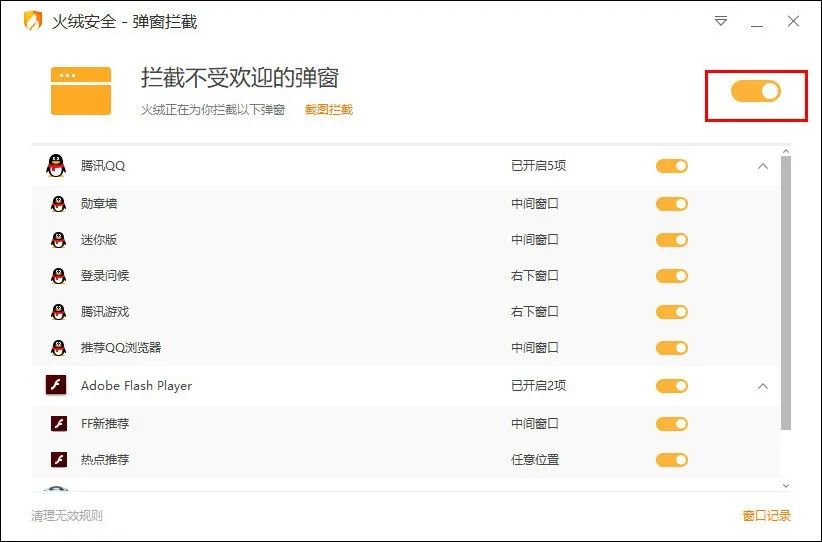 火绒安全 - 弹窗拦截
拦截不受欢迎的弹窗
火绒正在为你拦截以下弹窗 截图拦截
腾讯QQ 已开启5项
勋章墙 中间窗口
迷你版 中间窗口
登录问候 右下窗口
腾讯游戏 右下窗口
推荐QQ浏览器 中间窗口
Adobe Flash Player 已开启2项
FF新推荐 中间窗口
热点推荐 任意位置
清理无效规则 窗口记录